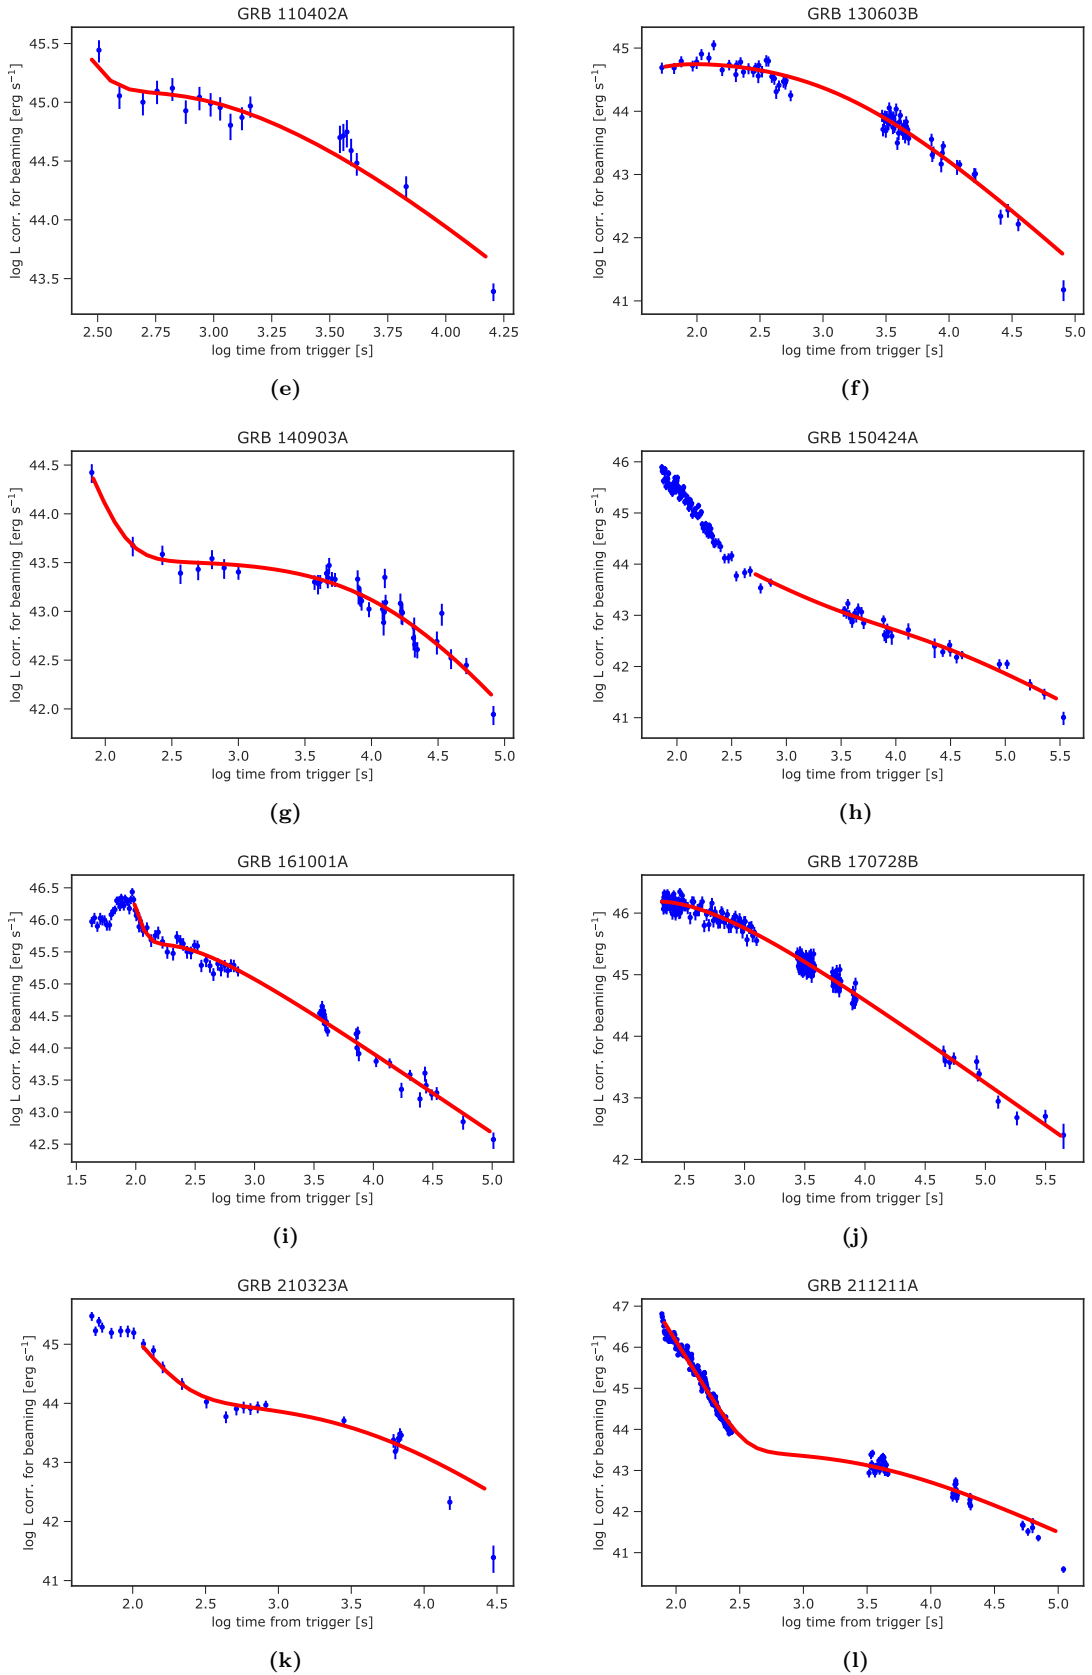 GRB 110402A
log L corr. for beaming [erg s⁻¹]
45.5
45.0
44.5
44.0
43.5
2.50 2.75 3.00 3.25 3.50 3.75 4.00 4.25
log time from trigger [s]
(e)
GRB 130603B
log L corr. for beaming [erg s⁻¹]
45
44
43
42
41
2.0 2.5 3.0 3.5 4.0 4.5 5.0
log time from trigger [s]
(f)
GRB 140903A
log L corr. for beaming [erg s⁻¹]
44.5
44.0
43.5
43.0
42.5
42.0
2.0 2.5 3.0 3.5 4.0 4.5 5.0
log time from trigger [s]
(g)
GRB 150424A
log L corr. for beaming [erg s⁻¹]
46
45
44
43
42
41
2.0 2.5 3.0 3.5 4.0 4.5 5.0 5.5
log time from trigger [s]
(h)
GRB 161001A
log L corr. for beaming [erg s⁻¹]
46.5
46.0
45.5
45.0
44.5
44.0
43.5
43.0
42.5
1.5 2.0 2.5 3.0 3.5 4.0 4.5 5.0
log time from trigger [s]
(i)
GRB 170728B
log L corr. for beaming [erg s⁻¹]
46
45
44
43
42
2.5 3.0 3.5 4.0 4.5 5.0 5.5
log time from trigger [s]
(j)
GRB 210323A
log L corr. for beaming [erg s⁻¹]
45
44
43
42
41
2.0 2.5 3.0 3.5 4.0 4.5
log time from trigger [s]
(k)
GRB 211211A
log L corr. for beaming [erg s⁻¹]
47
46
45
44
43
42
41
2.0 2.5 3.0 3.5 4.0 4.5 5.0
log time from trigger [s]
(l)